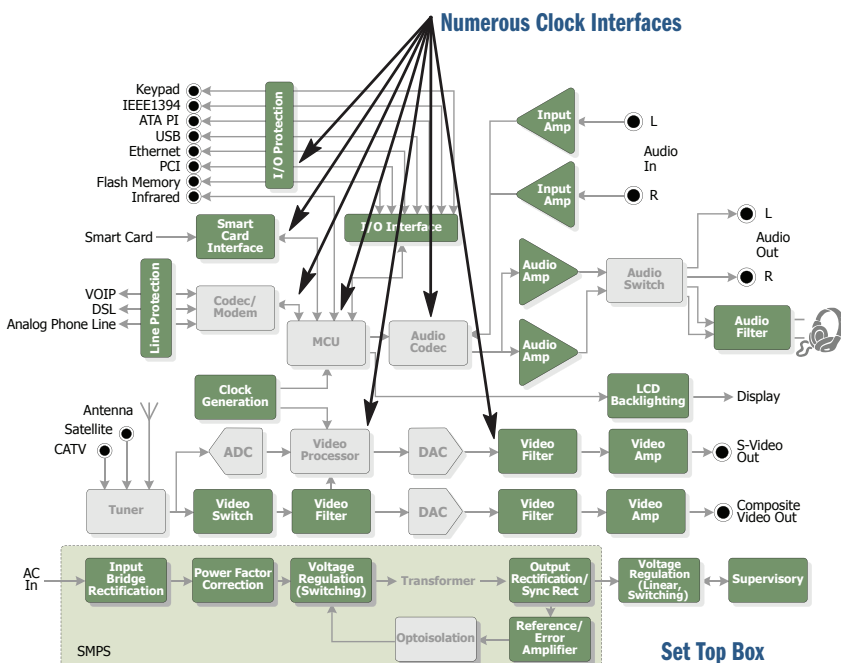 Numerous Clock Interfaces
Keypad
IEEE1394
ATA PI
USB
Ethernet
PCI
Flash Memory
Infrared
I/O Protection
Input
Amp
L
Audio
In
Input
Amp
R
Smart Card
Smart
Card
Interface
I/O Interface
L
Audio
Out
R
VOIP
DSL
Analog Phone Line
Line Protection
Codec/
Modem
MCU
Audio
Codec
Audio
Amp
Audio
Amp
Audio
Switch
Audio
Filter
Clock
Generation
LCD
Backlighting
Display
Antenna
Satellite
CATV
ADC
Video
Processor
DAC
Video
Filter
Video
Amp
S-Video
Out
Tuner
Video
Switch
Video
Filter
DAC
Video
Filter
Video
Amp
Composite
Video Out
AC
In
Input
Bridge
Rectification
Power Factor
Correction
Voltage
Regulation
(Switching)
Transformer
Output
Rectification/
Sync Rect
Voltage
Regulation
(Linear,
Switching)
Supervisory
Optoisolation
Reference/
Error
Amplifier
SMPS
Set Top Box